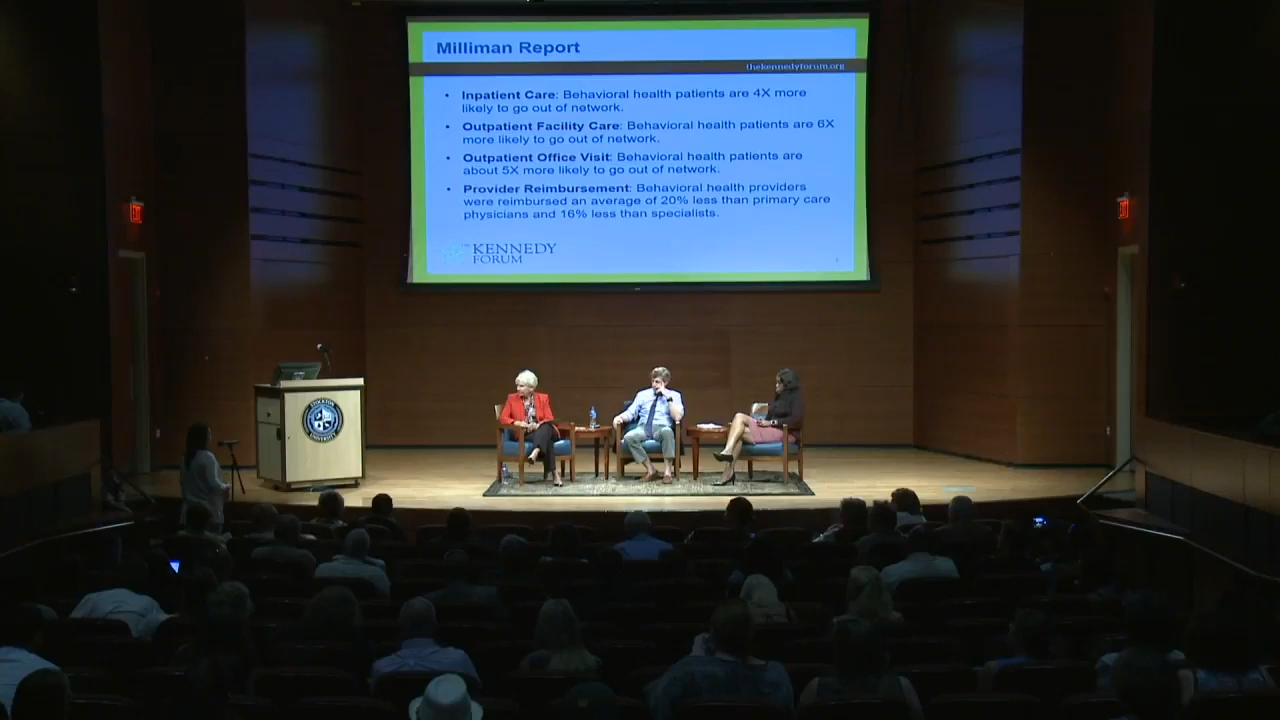 Milliman Report
thekennedyforum.org
• Inpatient Care: Behavioral health patients are 4X more
likely to go out of network.
• Outpatient Facility Care: Behavioral health patients are 6X
more likely to go out of network.
• Outpatient Office Visit: Behavioral health patients are
about 5X more likely to go out of network.
• Provider Reimbursement: Behavioral health providers
were reimbursed an average of 20% less than primary care
physicians and 16% less than specialists.
THE KENNEDY
FORUM
STOCKTON
UNIVERSITY